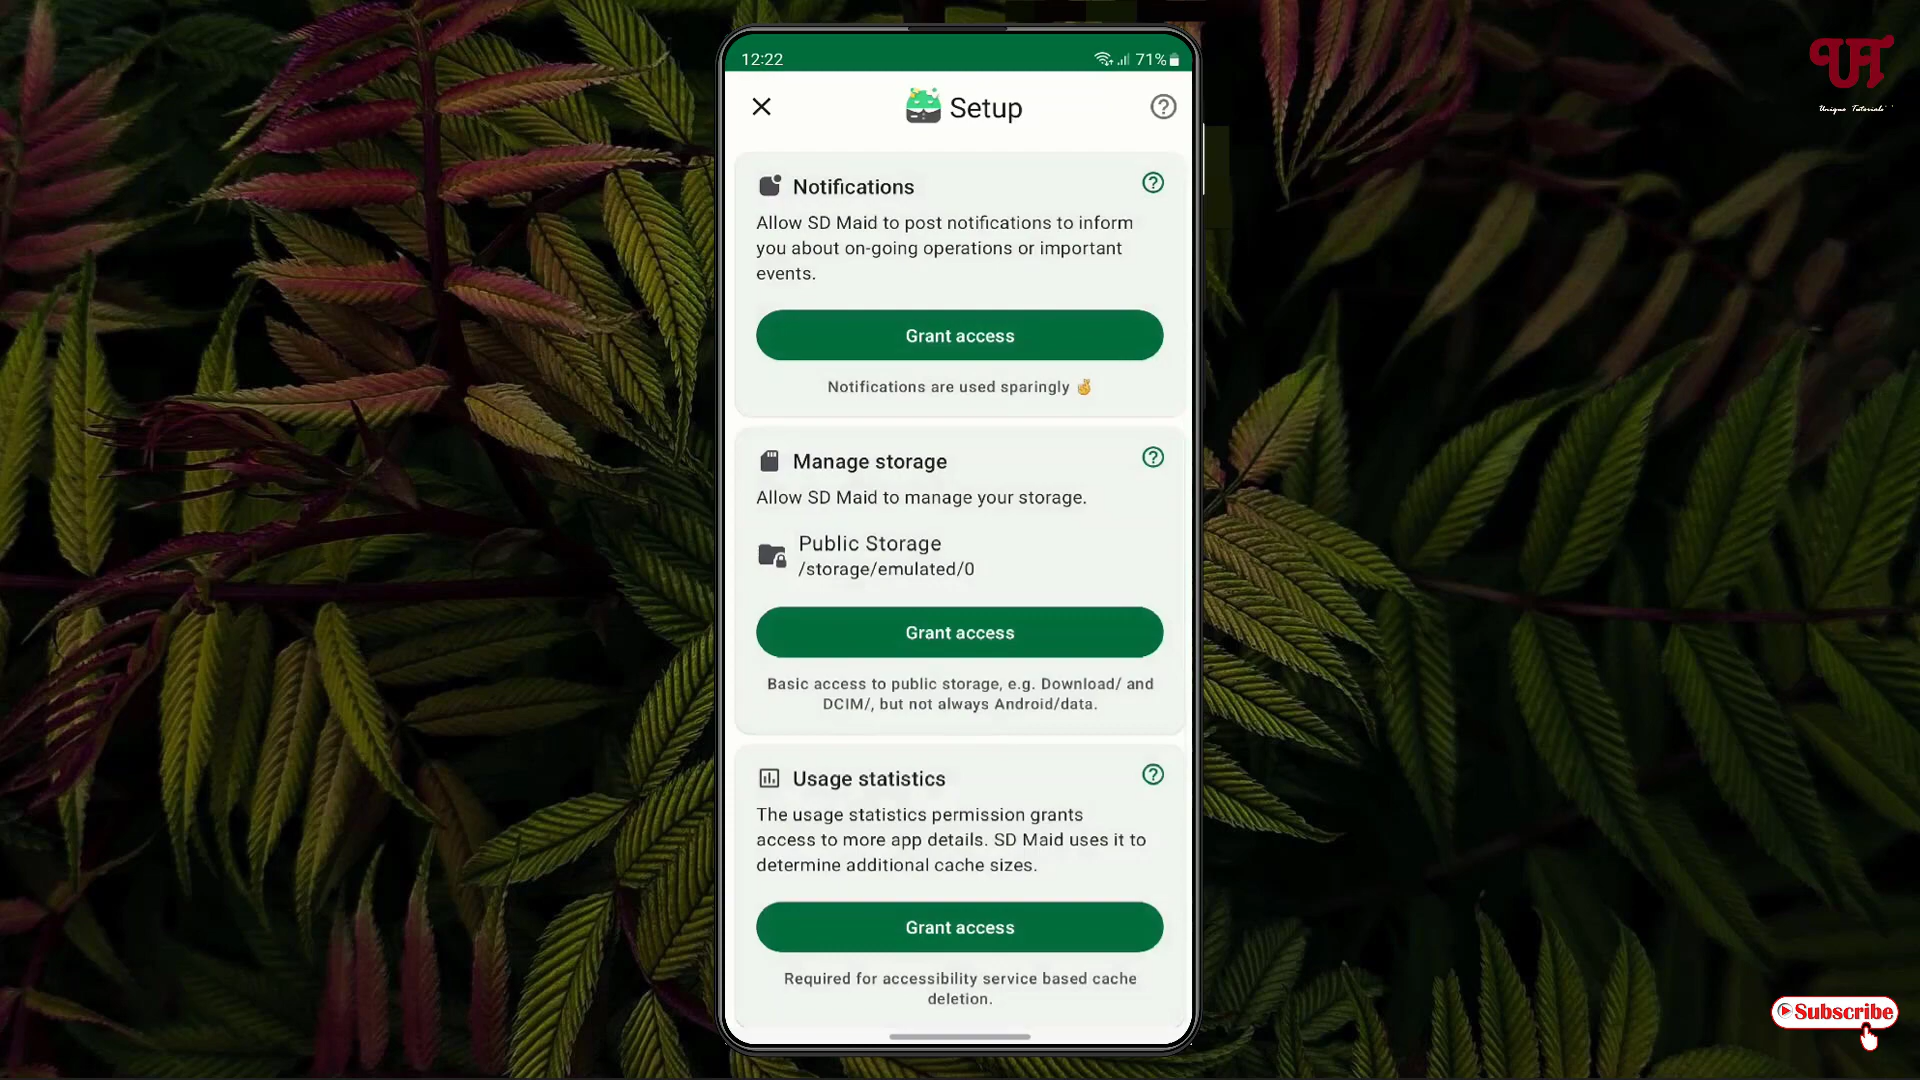 12:22
71%
Setup
UT
Unique Tutorials
Notifications
Allow SD Maid to post notifications to inform
you about on-going operations or important
events.
Grant access
Notifications are used sparingly 🤞
Manage storage
Allow SD Maid to manage your storage.
Public Storage
/storage/emulated/0
Grant access
Basic access to public storage, e.g. Download/ and
DCIM/, but not always Android/data.
Usage statistics
The usage statistics permission grants
access to more app details. SD Maid uses it to
determine additional cache sizes.
Grant access
Required for accessibility service based cache
deletion.
Subscribe